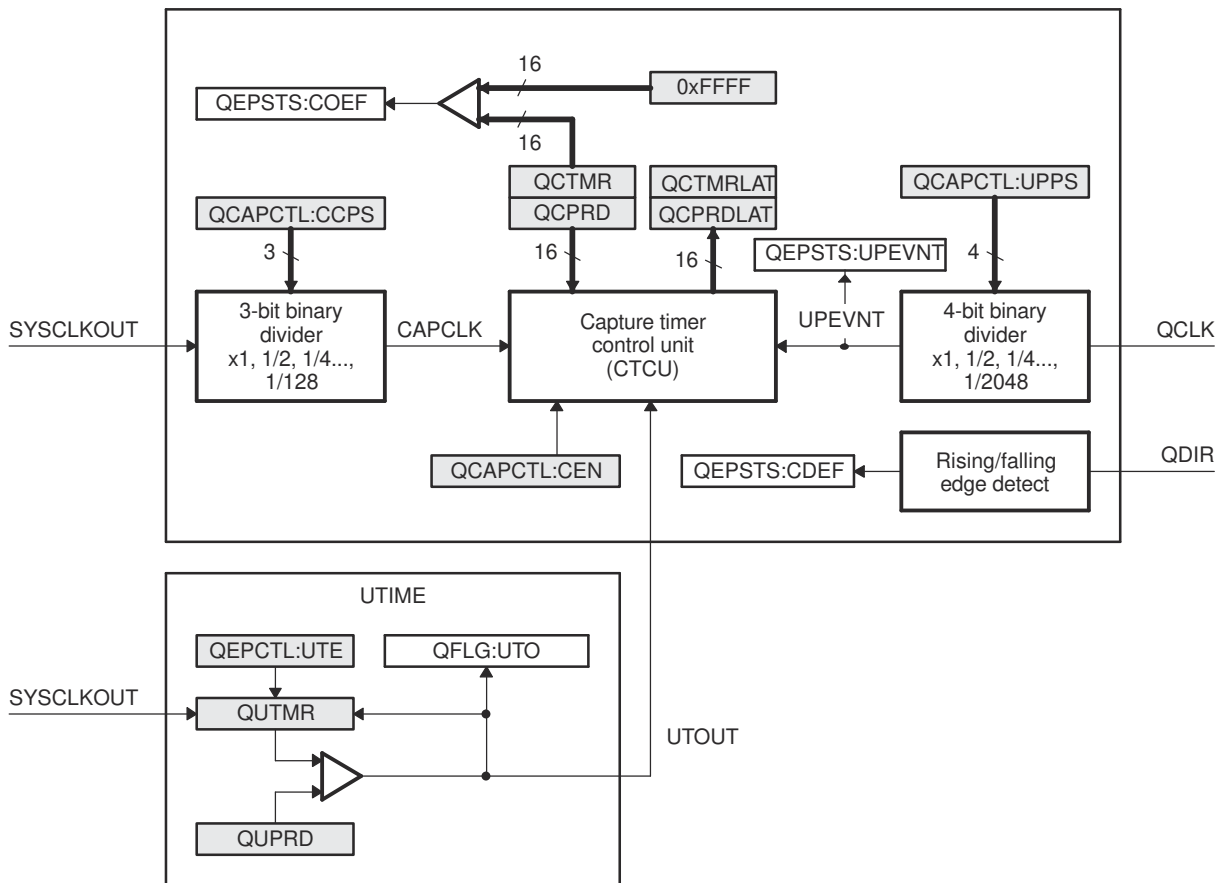 16
0xFFFF
QEPSTS:COEF
16
QCTMR
QCTMRLAT
QCAPCTL:UPPS
QCAPCTL:CCPS
QCPRD
QCPRDLAT
3
16
16
QEPSTS:UPEVNT
4
SYSCLKOUT
3-bit binary
divider
x1, 1/2, 1/4...,
1/128
CAPCLK
Capture timer
control unit
(CTCU)
UPEVNT
4-bit binary
divider
x1, 1/2, 1/4...,
1/2048
QCLK
QCAPCTL:CEN
QEPSTS:CDEF
Rising/falling
edge detect
QDIR
UTIME
QEPCTL:UTE
QFLG:UTO
SYSCLKOUT
QUTMR
UTOUT
QUPRD